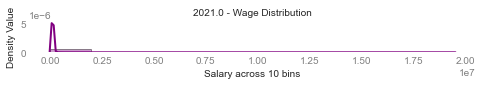 2021.0 - Wage Distribution
1e−6
Density Value
5
0
0.00 0.25 0.50 0.75 1.00 1.25 1.50 1.75 2.00
1e7
Salary across 10 bins